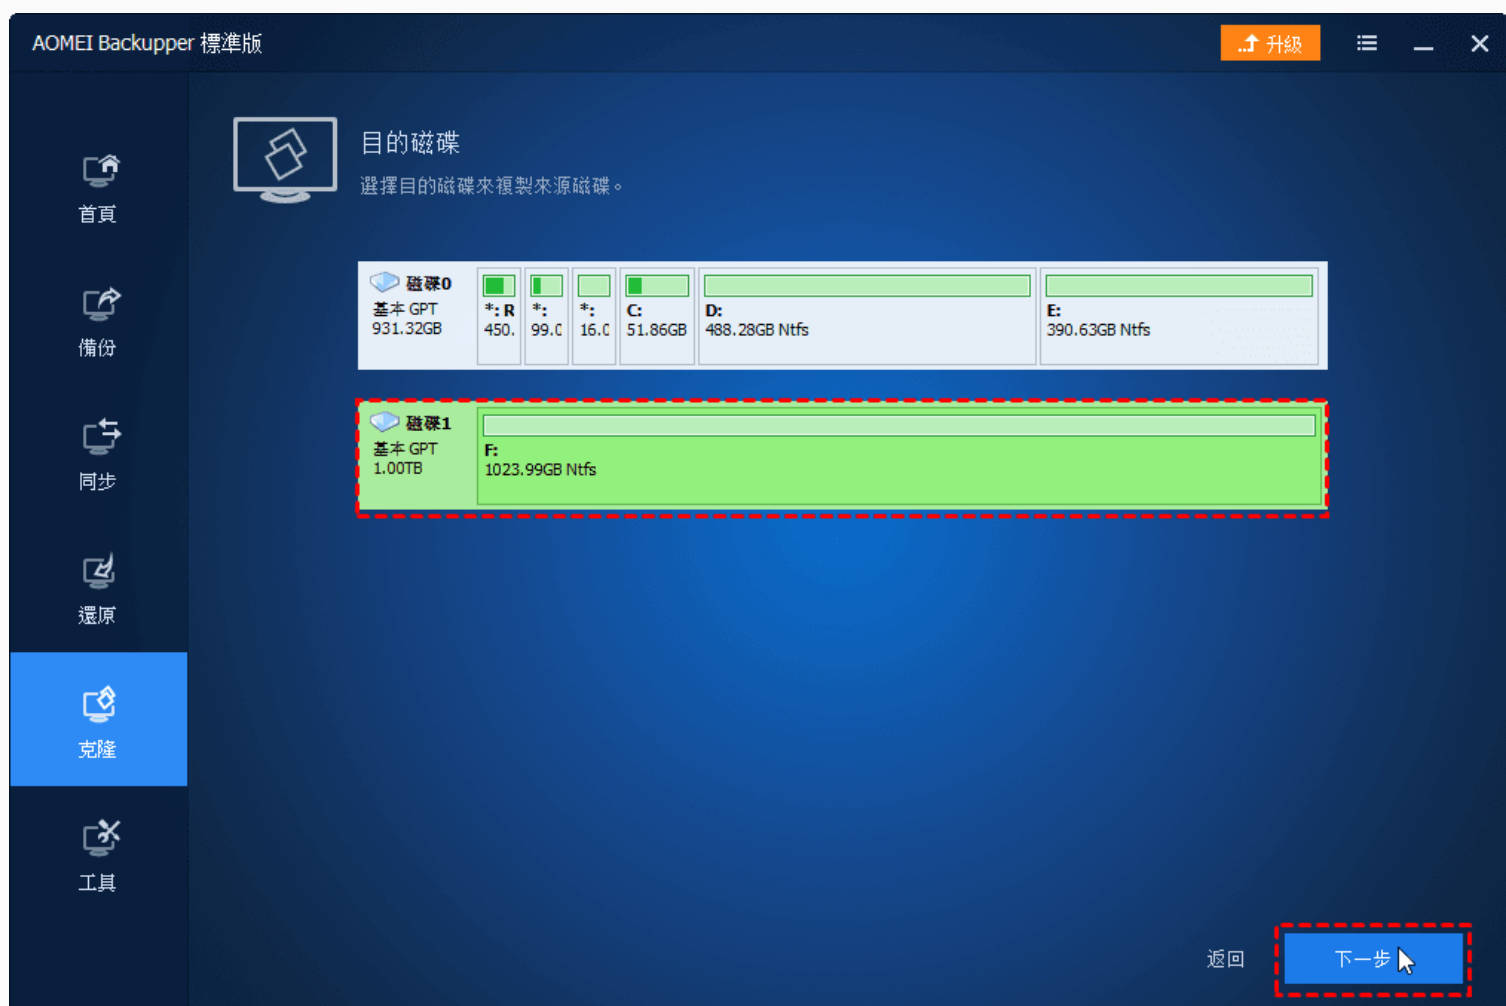 AOMEI Backupper 標準版
升級
首頁
備份
同步
還原
克隆
工具
目的磁碟
選擇目的磁碟來複製來源磁碟。
磁碟0
基本 GPT
931.32GB
*: R
450.
*:
99.0
*:
16.0
C:
51.86GB
D:
488.28GB Ntfs
E:
390.63GB Ntfs
磁碟1
基本 GPT
1.00TB
F:
1023.99GB Ntfs
返回
下一步